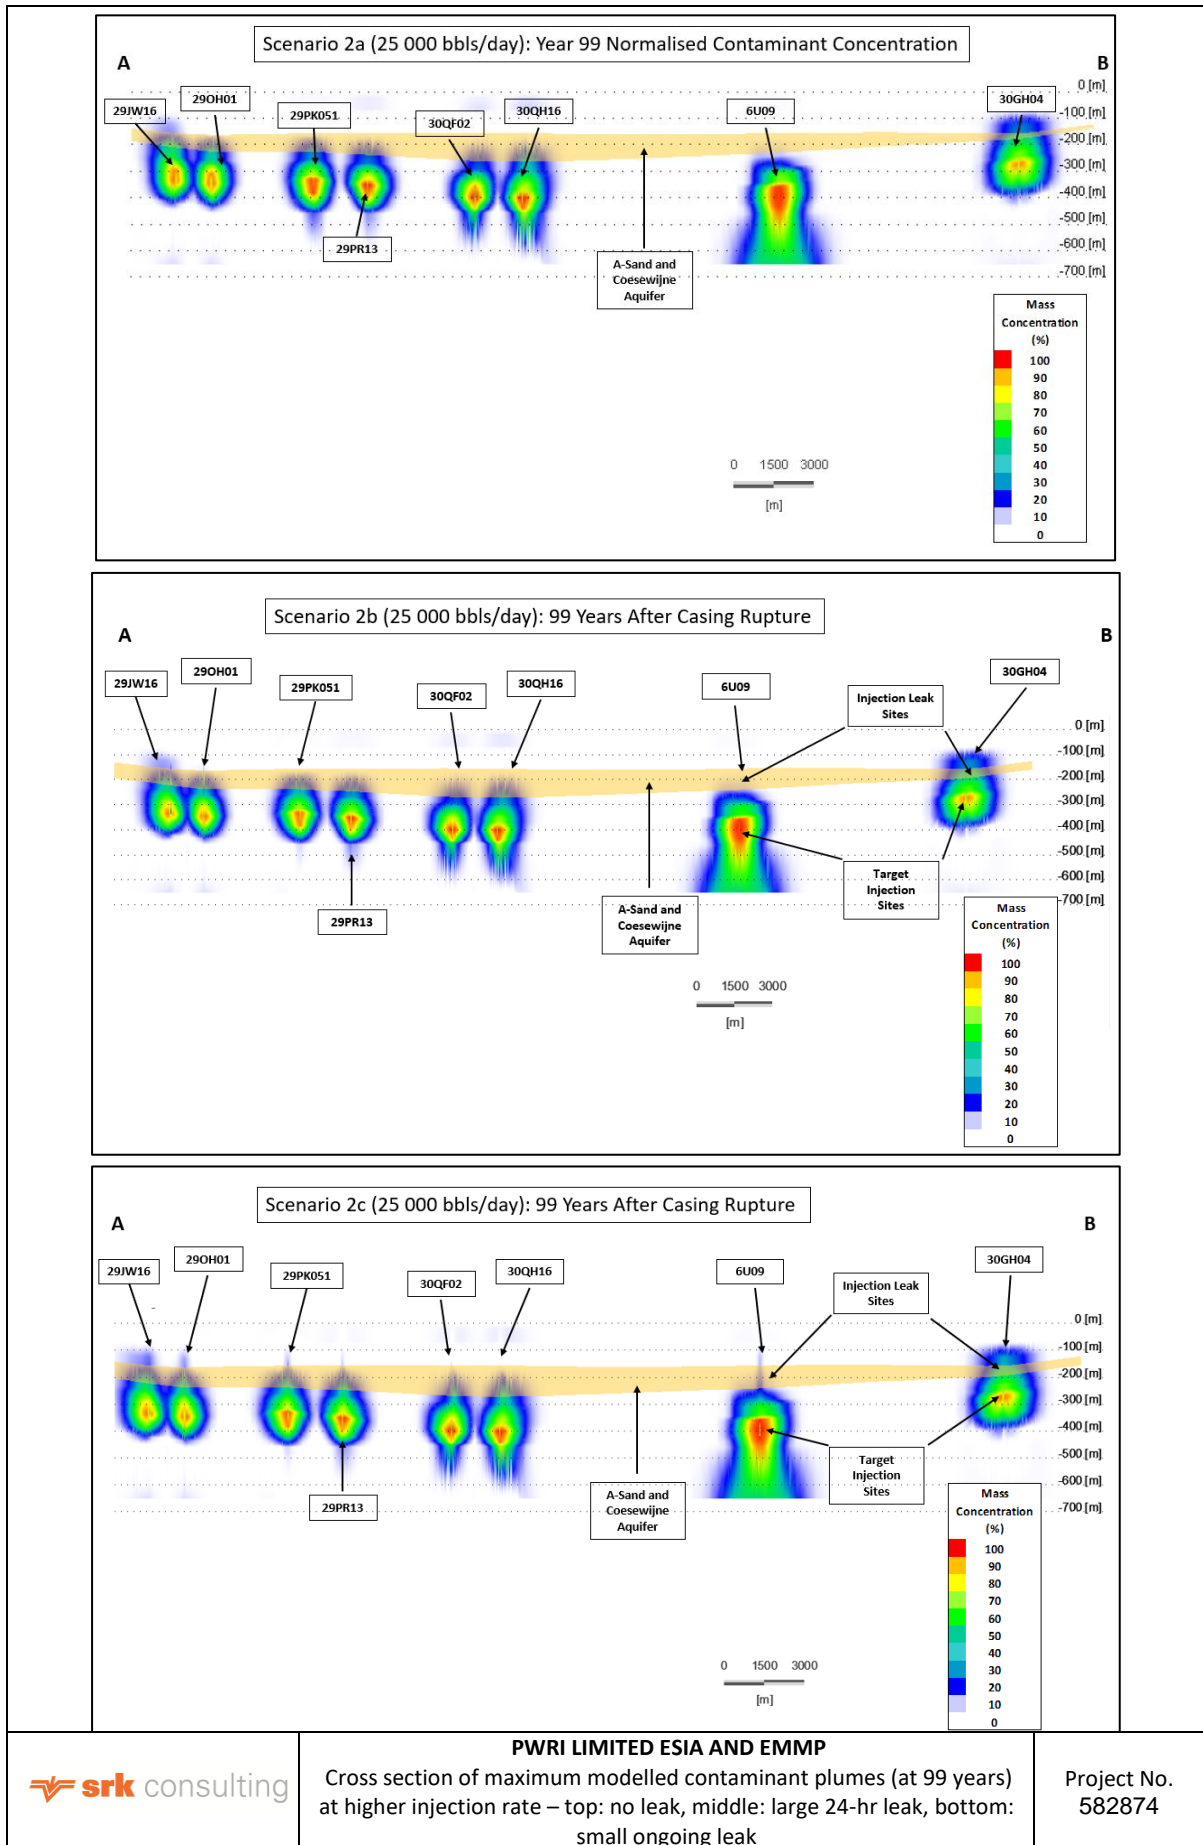 Scenario 2a (25 000 bbls/day): Year 99 Normalised Contaminant Concentration
A
B
29JW16
29OH01
29PK051
30QF02
30QH16
6U09
30GH04
29PR13
A-Sand and
Coesewijne
Aquifer
0 [m]
-100 [m]
-200 [m]
-300 [m]
-400 [m]
-500 [m]
-600 [m]
-700 [m]
Mass
Concentration
(%)
100
90
80
70
60
50
40
30
20
10
0
0 1500 3000
[m]
Scenario 2b (25 000 bbls/day): 99 Years After Casing Rupture
A
B
29JW16
29OH01
29PK051
30QF02
30QH16
6U09
Injection Leak
Sites
30GH04
29PR13
A-Sand and
Coesewijne
Aquifer
Target
Injection
Sites
0 [m]
-100 [m]
-200 [m]
-300 [m]
-400 [m]
-500 [m]
-600 [m]
-700 [m]
Mass
Concentration
(%)
100
90
80
70
60
50
40
30
20
10
0
0 1500 3000
[m]
Scenario 2c (25 000 bbls/day): 99 Years After Casing Rupture
A
B
29JW16
29OH01
29PK051
30QF02
30QH16
6U09
Injection Leak
Sites
30GH04
29PR13
A-Sand and
Coesewijne
Aquifer
Target
Injection
Sites
0 [m]
-100 [m]
-200 [m]
-300 [m]
-400 [m]
-500 [m]
-600 [m]
-700 [m]
Mass
Concentration
(%)
100
90
80
70
60
50
40
30
20
10
0
0 1500 3000
[m]
srk consulting
PWRI LIMITED ESIA AND EMMP
Cross section of maximum modelled contaminant plumes (at 99 years)
at higher injection rate – top: no leak, middle: large 24-hr leak, bottom:
small ongoing leak
Project No.
582874